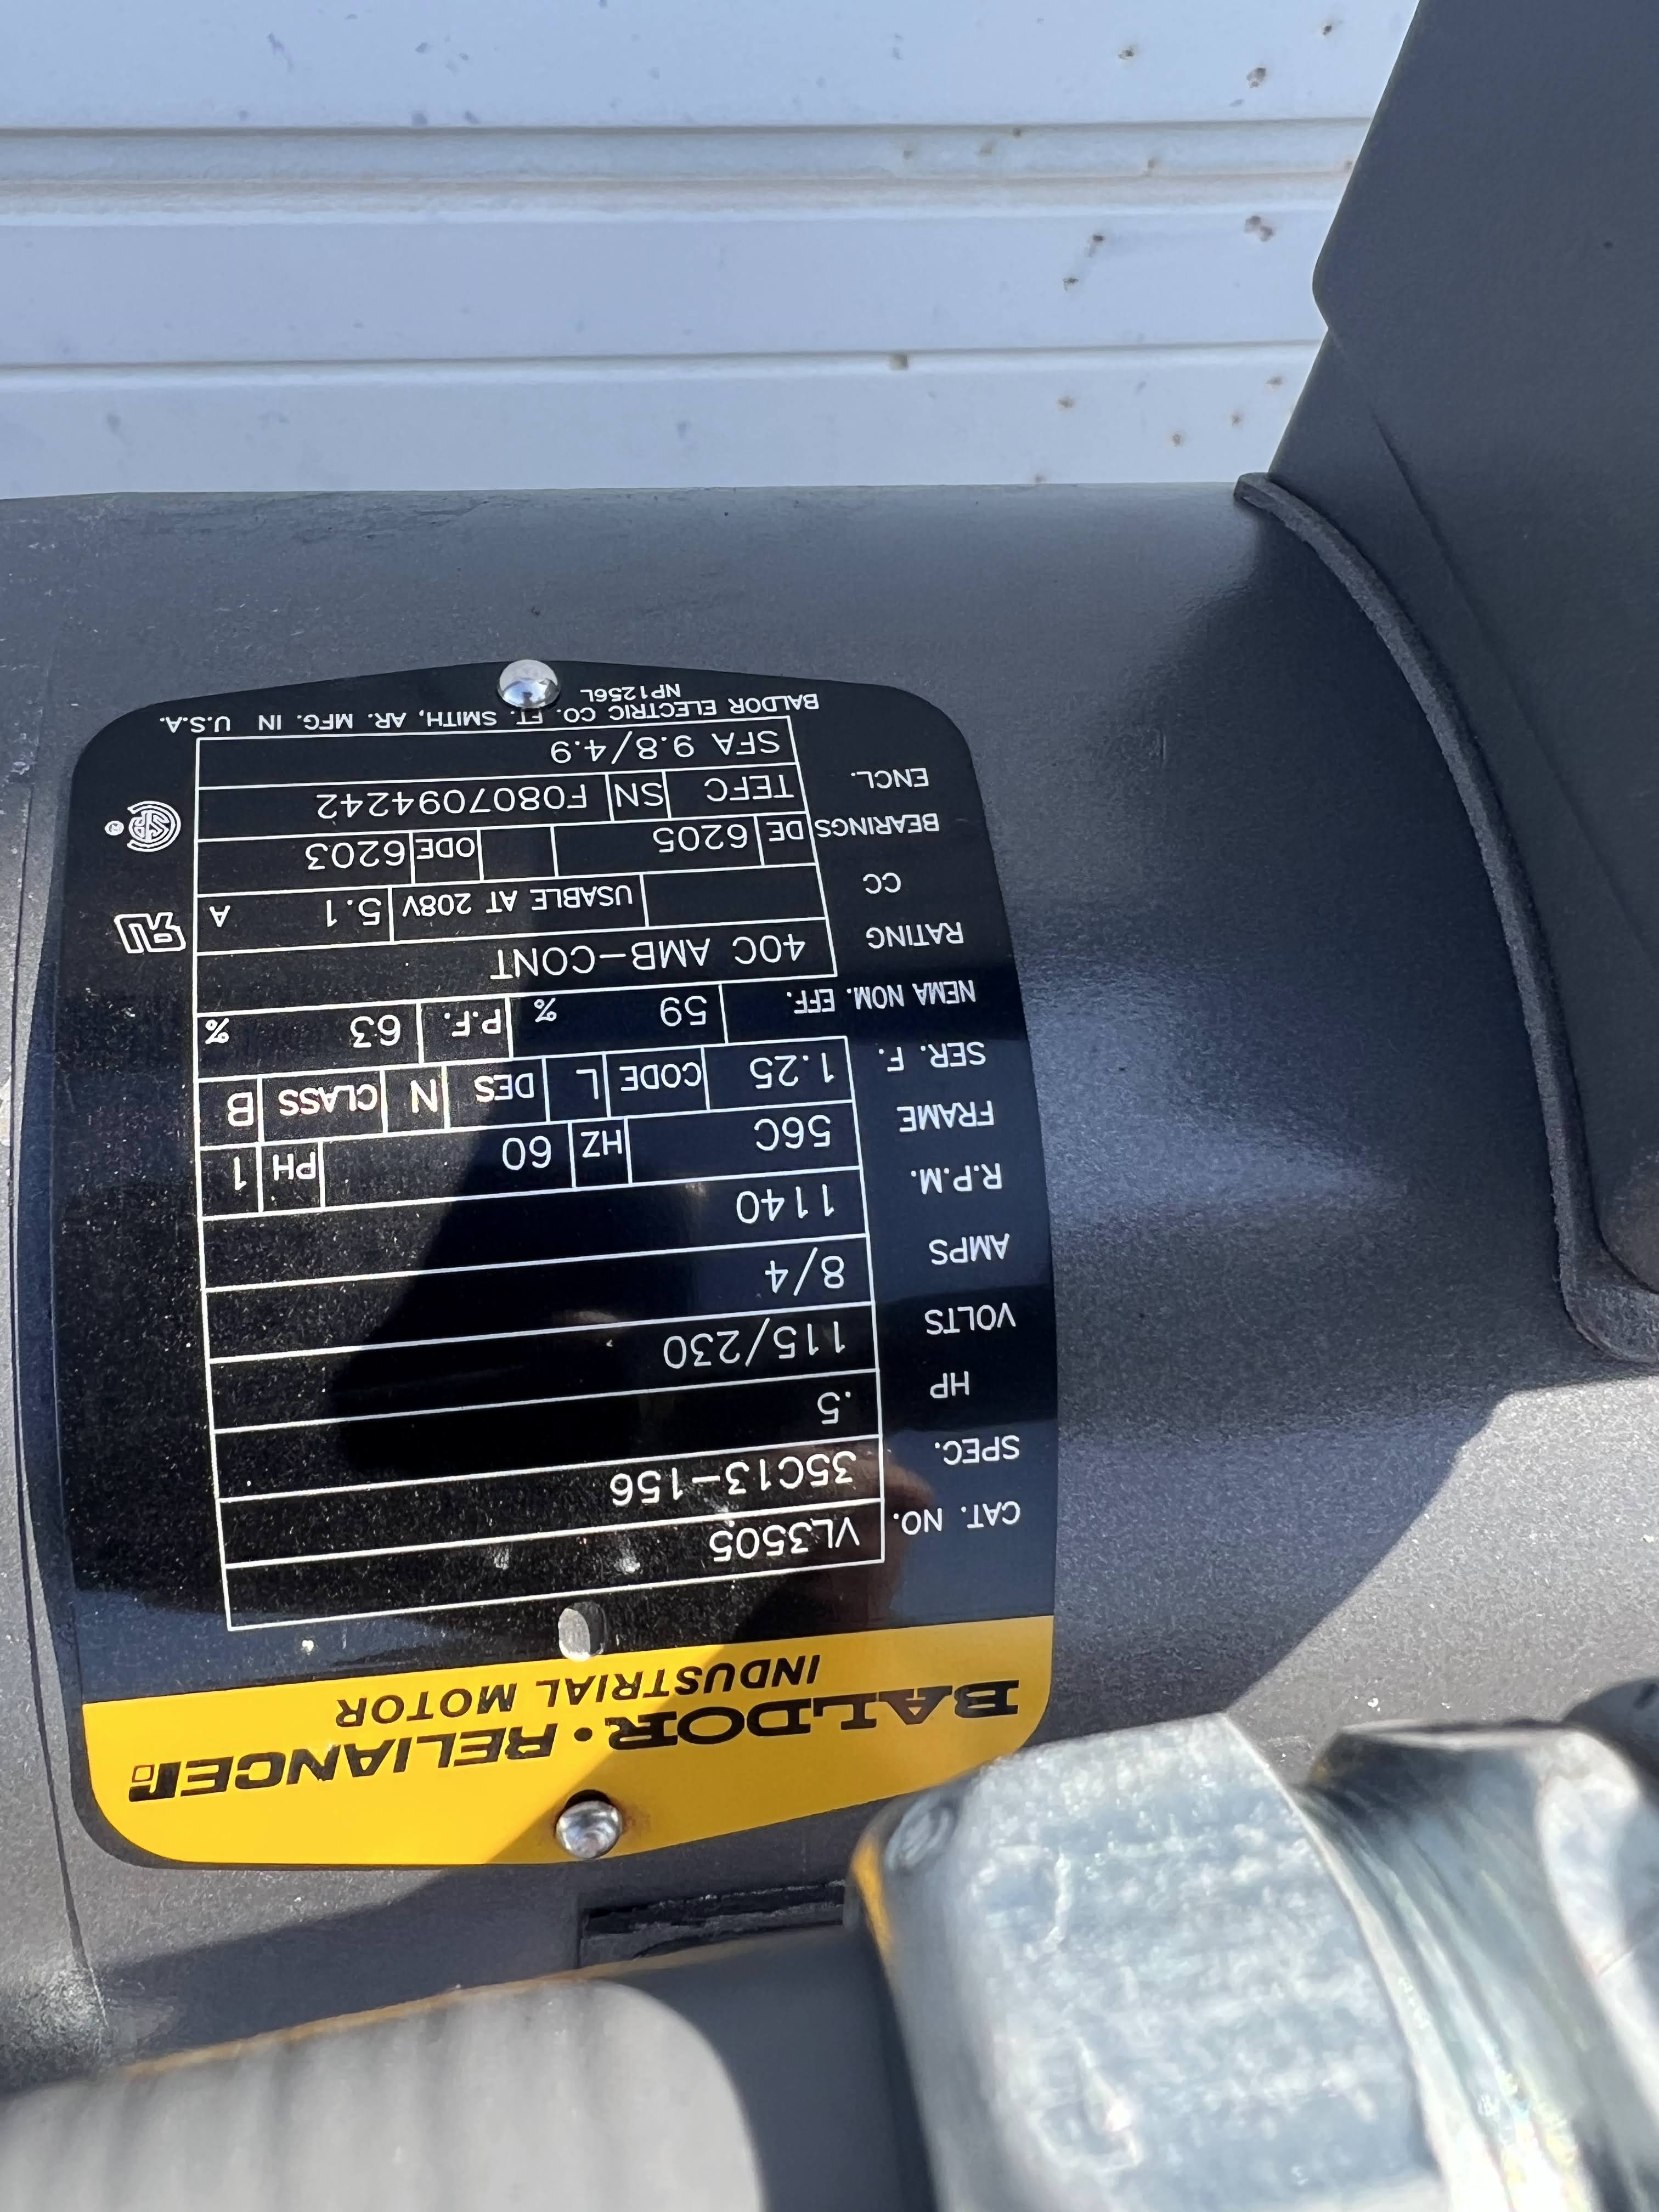 BALDOR • RELIANCE
INDUSTRIAL MOTOR
CAT. NO. VL3505
SPEC. 35C13-156
HP .5
VOLTS 115/230
AMPS 8/4
R.P.M. 1140
FRAME 56C HZ 60 PH 1
SER. F. 1.25 CODE L DES N CLASS B
NEMA NOM. EFF. 59 % P.F. 63 %
RATING 40C AMB-CONT
CC USABLE AT 208V 5.1 A
BEARINGS DE 6205 ODE 6203
ENCL. TEFC SN F0807094242
SFA 9.8/4.9
BALDOR ELECTRIC CO. FT. SMITH, AR. MFG. IN U.S.A.
NP1256L